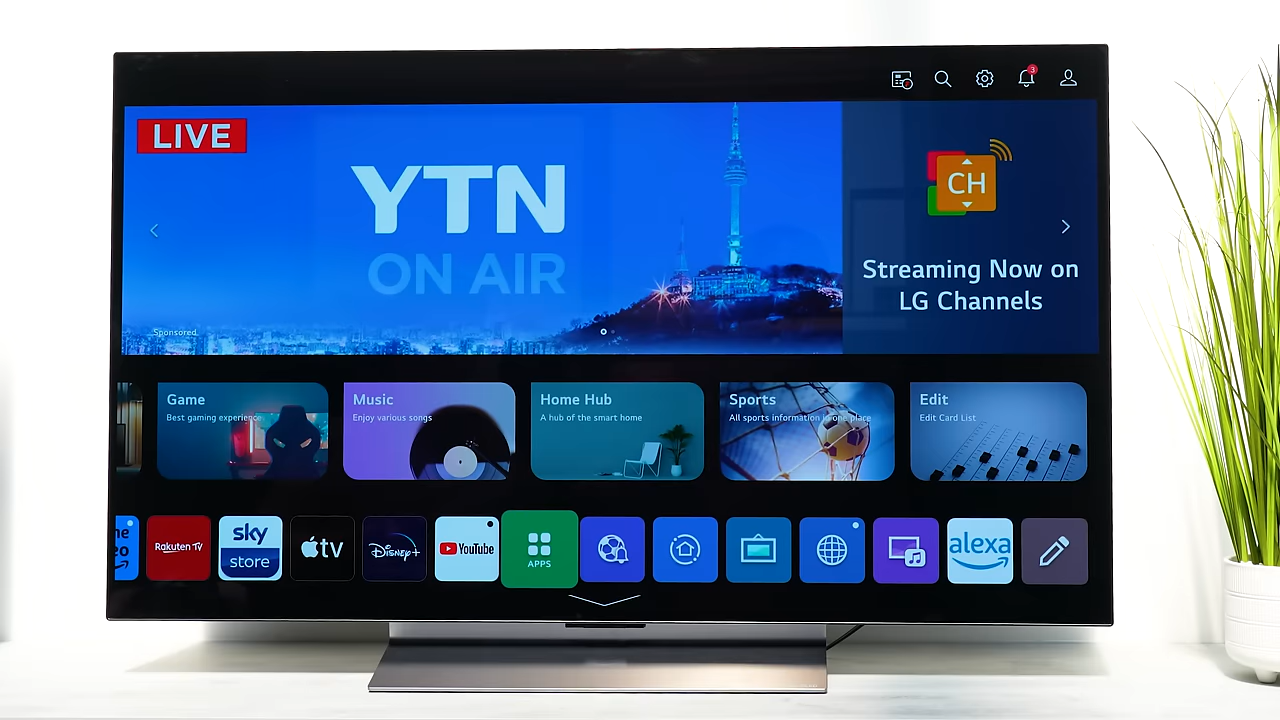 3
LIVE
YTN
ON AIR
Sponsored
CH
Streaming Now on
LG Channels
Game
Best gaming experience
Music
Enjoy various songs
Home Hub
A hub of the smart home
Sports
All sports information in one place
Edit
Edit Card List
Rakuten TV
sky
store
tv
Disney+
YouTube
APPS
alexa